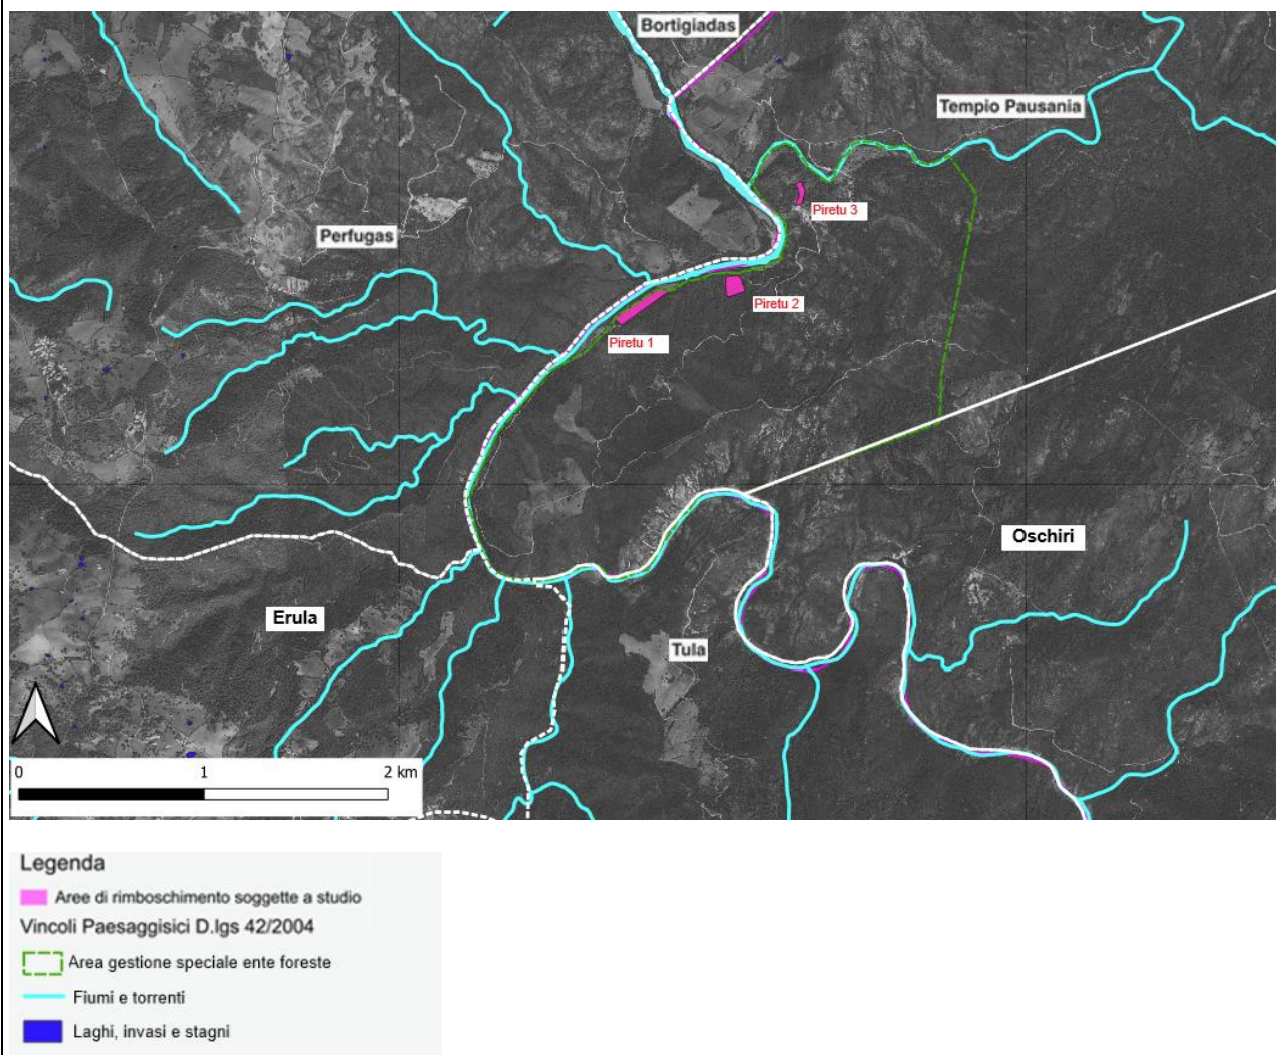 Bortigiadas
Tempio Pausania
Piretu 3
Perfugas
Piretu 2
Piretu 1
Oschiri
Erula
Tula
0 1 2 km
Legenda
Aree di rimboschimento soggette a studio
Vincoli Paesaggisici D.lgs 42/2004
Area gestione speciale ente foreste
Fiumi e torrenti
Laghi, invasi e stagni